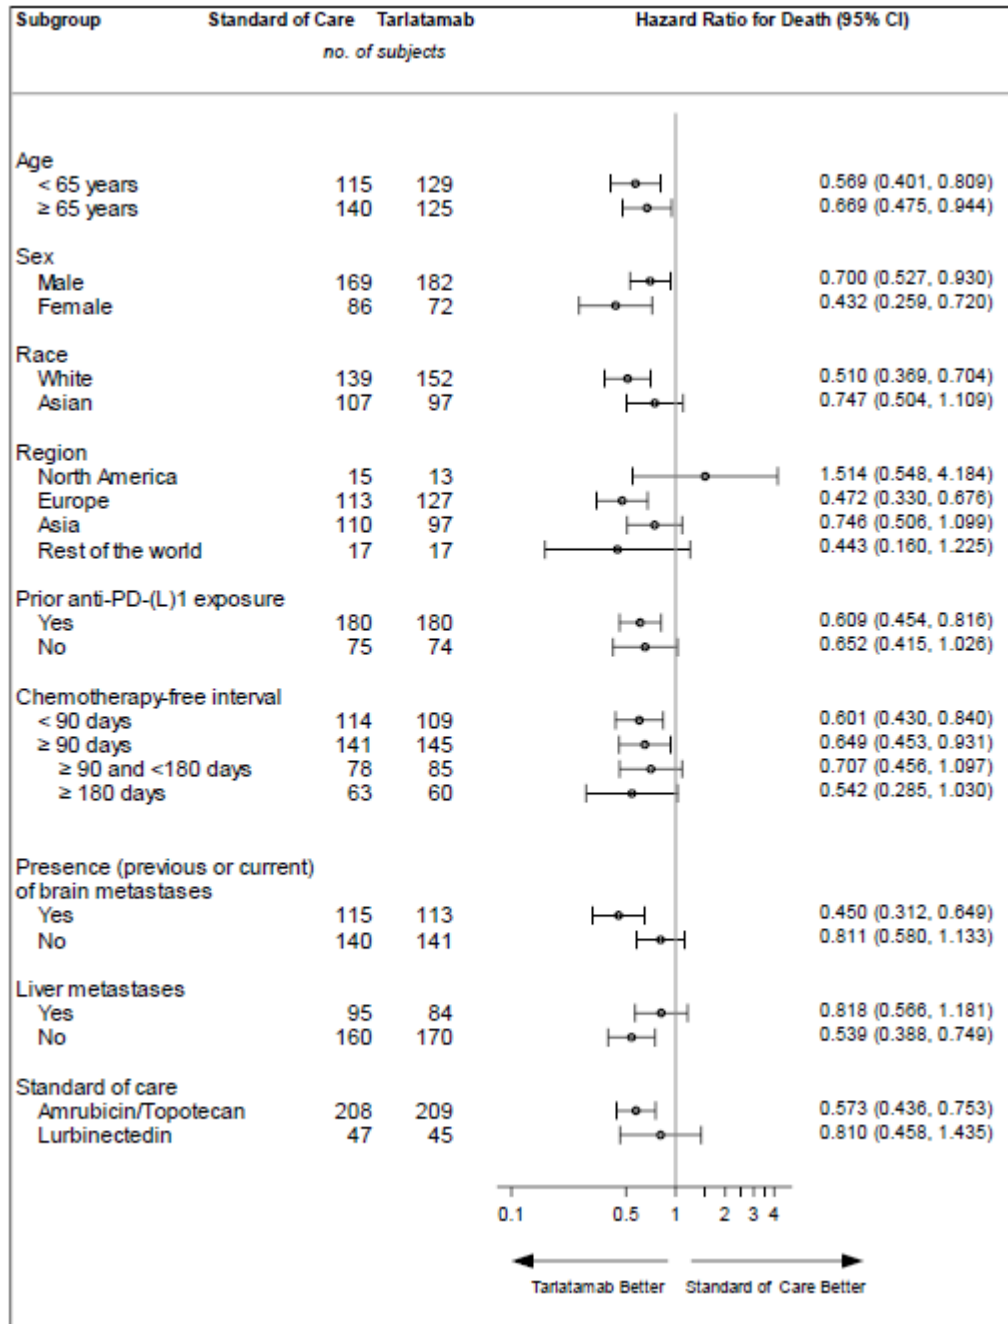 Subgroup Standard of Care Tarlatamab Hazard Ratio for Death (95% CI)
no. of subjects
Age
< 65 years 115 129 0.569 (0.401, 0.809)
≥ 65 years 140 125 0.669 (0.475, 0.944)
Sex
Male 169 182 0.700 (0.527, 0.930)
Female 86 72 0.432 (0.259, 0.720)
Race
White 139 152 0.510 (0.369, 0.704)
Asian 107 97 0.747 (0.504, 1.109)
Region
North America 15 13 1.514 (0.548, 4.184)
Europe 113 127 0.472 (0.330, 0.676)
Asia 110 97 0.746 (0.506, 1.099)
Rest of the world 17 17 0.443 (0.160, 1.225)
Prior anti-PD-(L)1 exposure
Yes 180 180 0.609 (0.454, 0.816)
No 75 74 0.652 (0.415, 1.026)
Chemotherapy-free interval
< 90 days 114 109 0.601 (0.430, 0.840)
≥ 90 days 141 145 0.649 (0.453, 0.931)
≥ 90 and <180 days 78 85 0.707 (0.456, 1.097)
≥ 180 days 63 60 0.542 (0.285, 1.030)
Presence (previous or current)
of brain metastases
Yes 115 113 0.450 (0.312, 0.649)
No 140 141 0.811 (0.580, 1.133)
Liver metastases
Yes 95 84 0.818 (0.566, 1.181)
No 160 170 0.539 (0.388, 0.749)
Standard of care
Amrubicin/Topotecan 208 209 0.573 (0.436, 0.753)
Lurbinectedin 47 45 0.810 (0.458, 1.435)
0.1 0.5 1 2 3 4
Tarlatamab Better Standard of Care Better